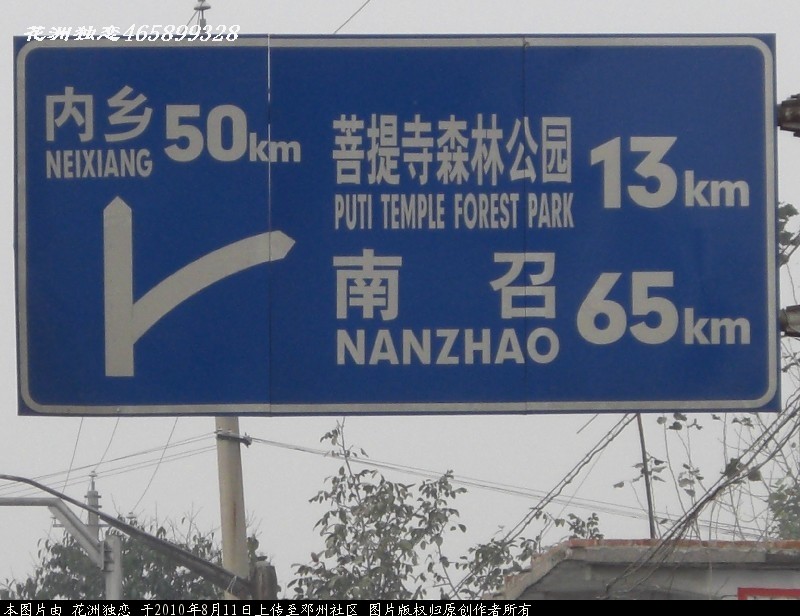 花洲独恋465899328
内乡 50km
NEIXIANG
菩提寺森林公园 13km
PUTI TEMPLE FOREST PARK
南召 65km
NANZHAO
本图片由 花洲独恋 于2010年8月11日上传至邓州社区 图片版权归原创作者所有